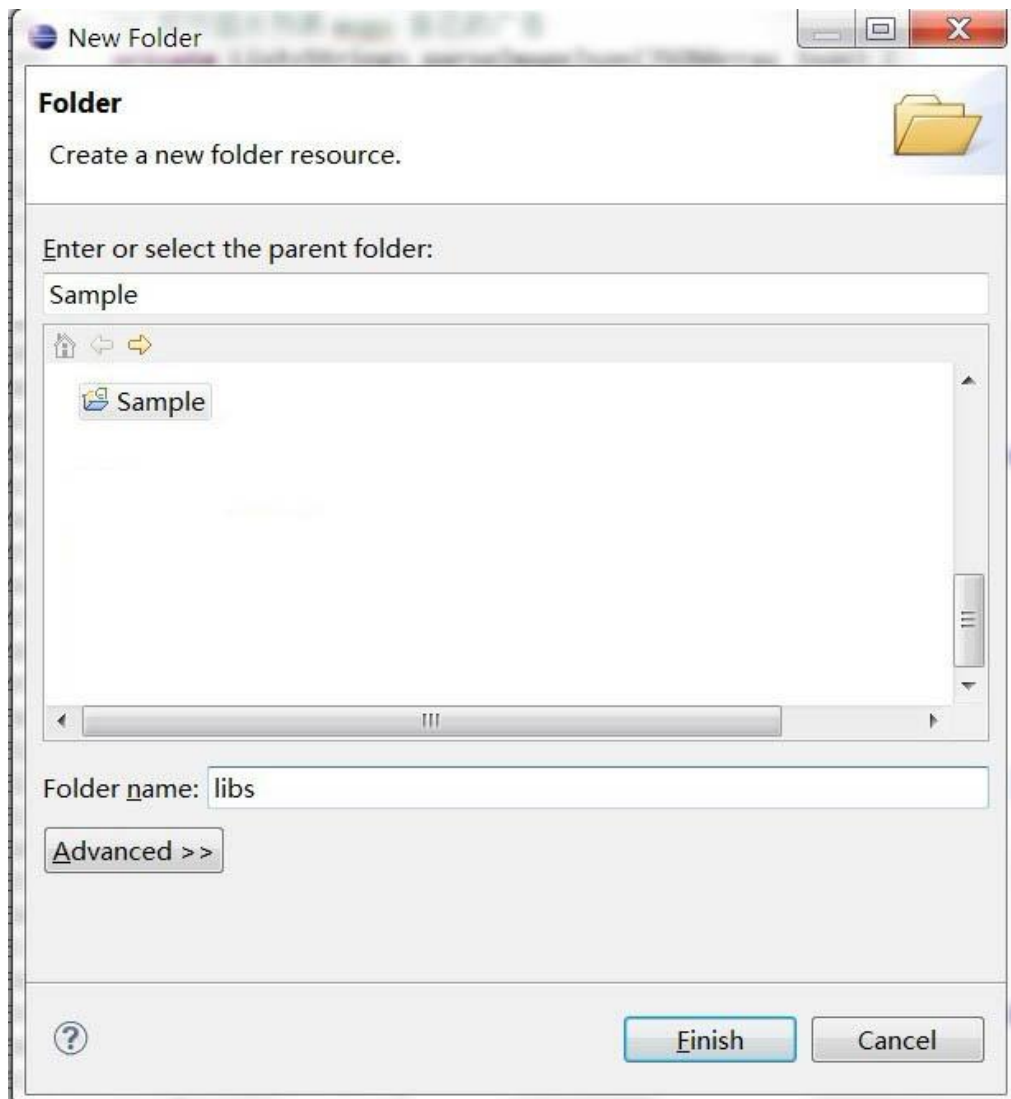 New Folder
Folder
Create a new folder resource.
Enter or select the parent folder:
Sample
Sample
Folder name: libs
Advanced >>
Finish
Cancel